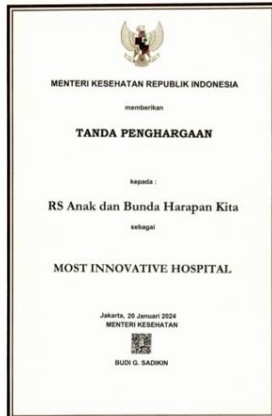 MENTERI KESEHATAN REPUBLIK INDONESIA
memberikan
TANDA PENGHARGAAN
kepada :
RS Anak dan Bunda Harapan Kita
sebagai
MOST INNOVATIVE HOSPITAL
Jakarta, 20 Januari 2024
MENTERI KESEHATAN
BUDI G. SADIKIN